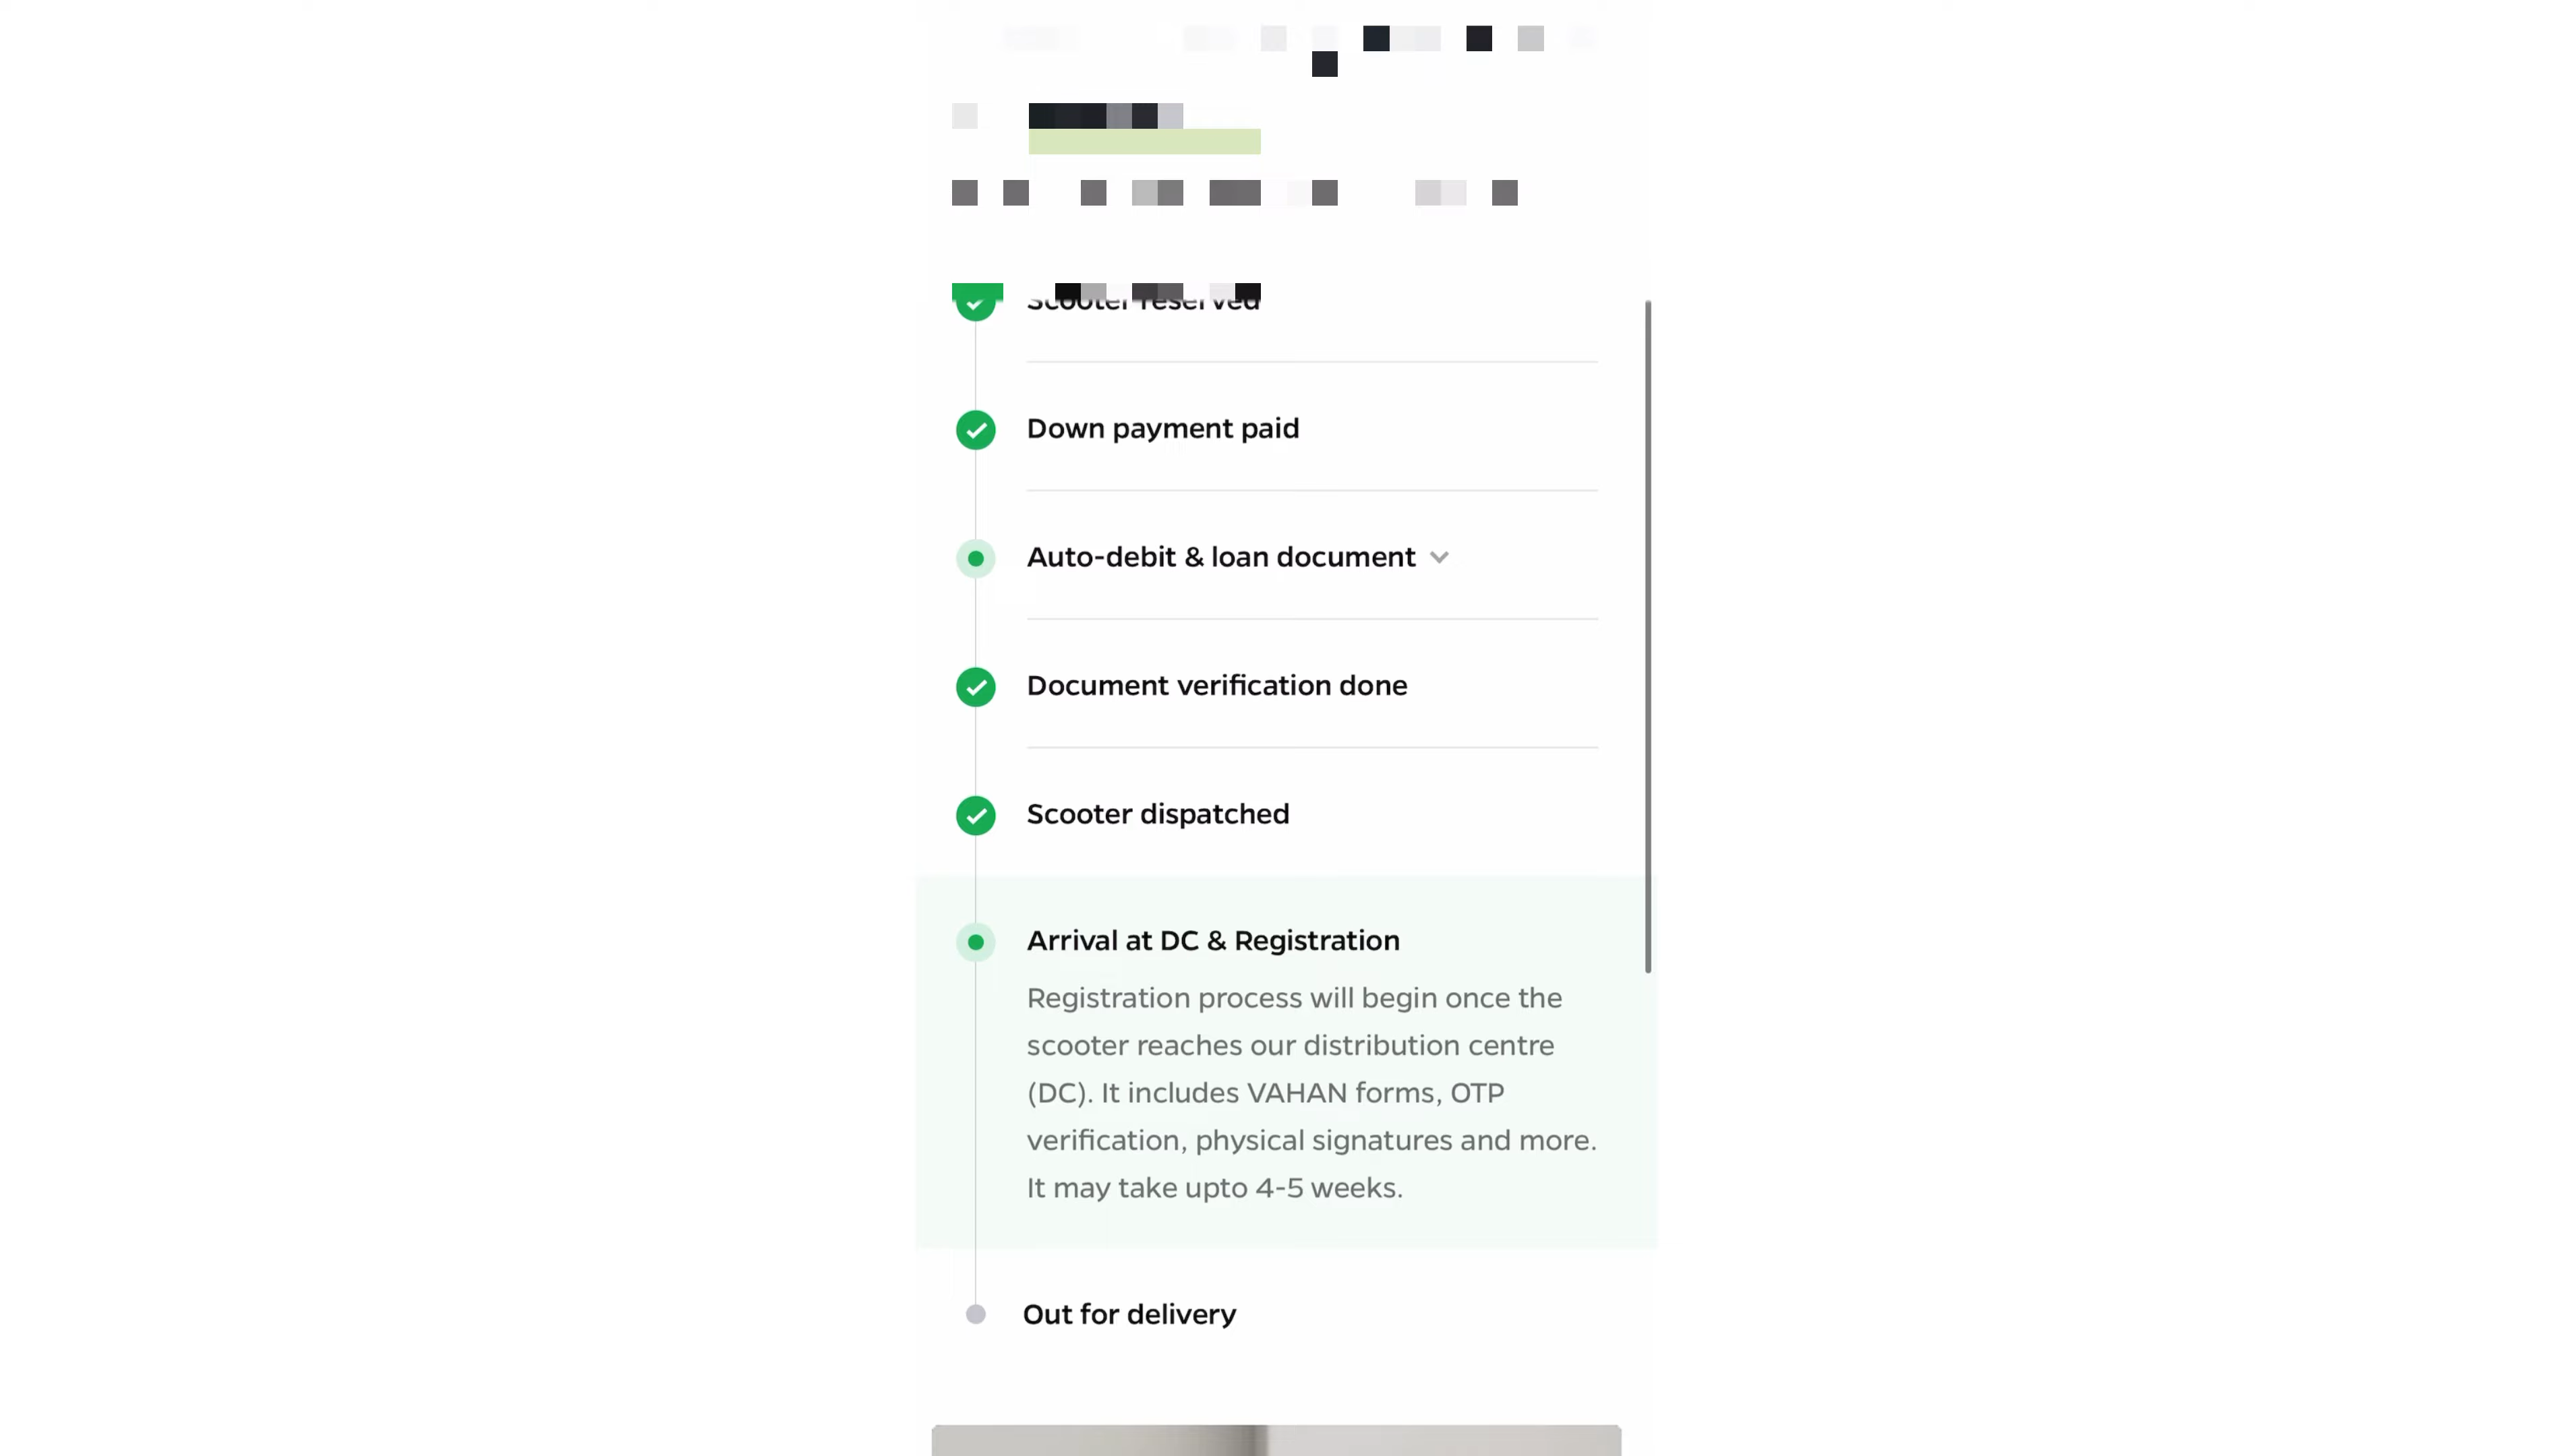 Scooter reserved
Down payment paid
Auto-debit & loan document
Document verification done
Scooter dispatched
Arrival at DC & Registration
Registration process will begin once the
scooter reaches our distribution centre
(DC). It includes VAHAN forms, OTP
verification, physical signatures and more.
It may take upto 4-5 weeks.
Out for delivery